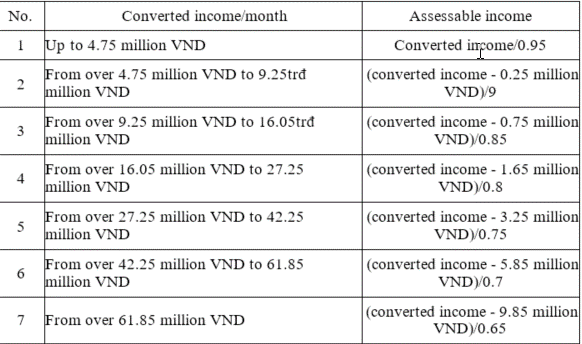 No. Converted income/month Assessable income
1 Up to 4.75 million VND Converted income/0.95
2 From over 4.75 million VND to 9.25trđ million VND (converted income - 0.25 million VND)/9
3 From over 9.25 million VND to 16.05trđ million VND (converted income - 0.75 million VND)/0.85
4 From over 16.05 million VND to 27.25 million VND (converted income - 1.65 million VND)/0.8
5 From over 27.25 million VND to 42.25 million VND (converted income - 3.25 million VND)/0.75
6 From over 42.25 million VND to 61.85 million VND (converted income - 5.85 million VND)/0.7
7 From over 61.85 million VND (converted income - 9.85 million VND)/0.65